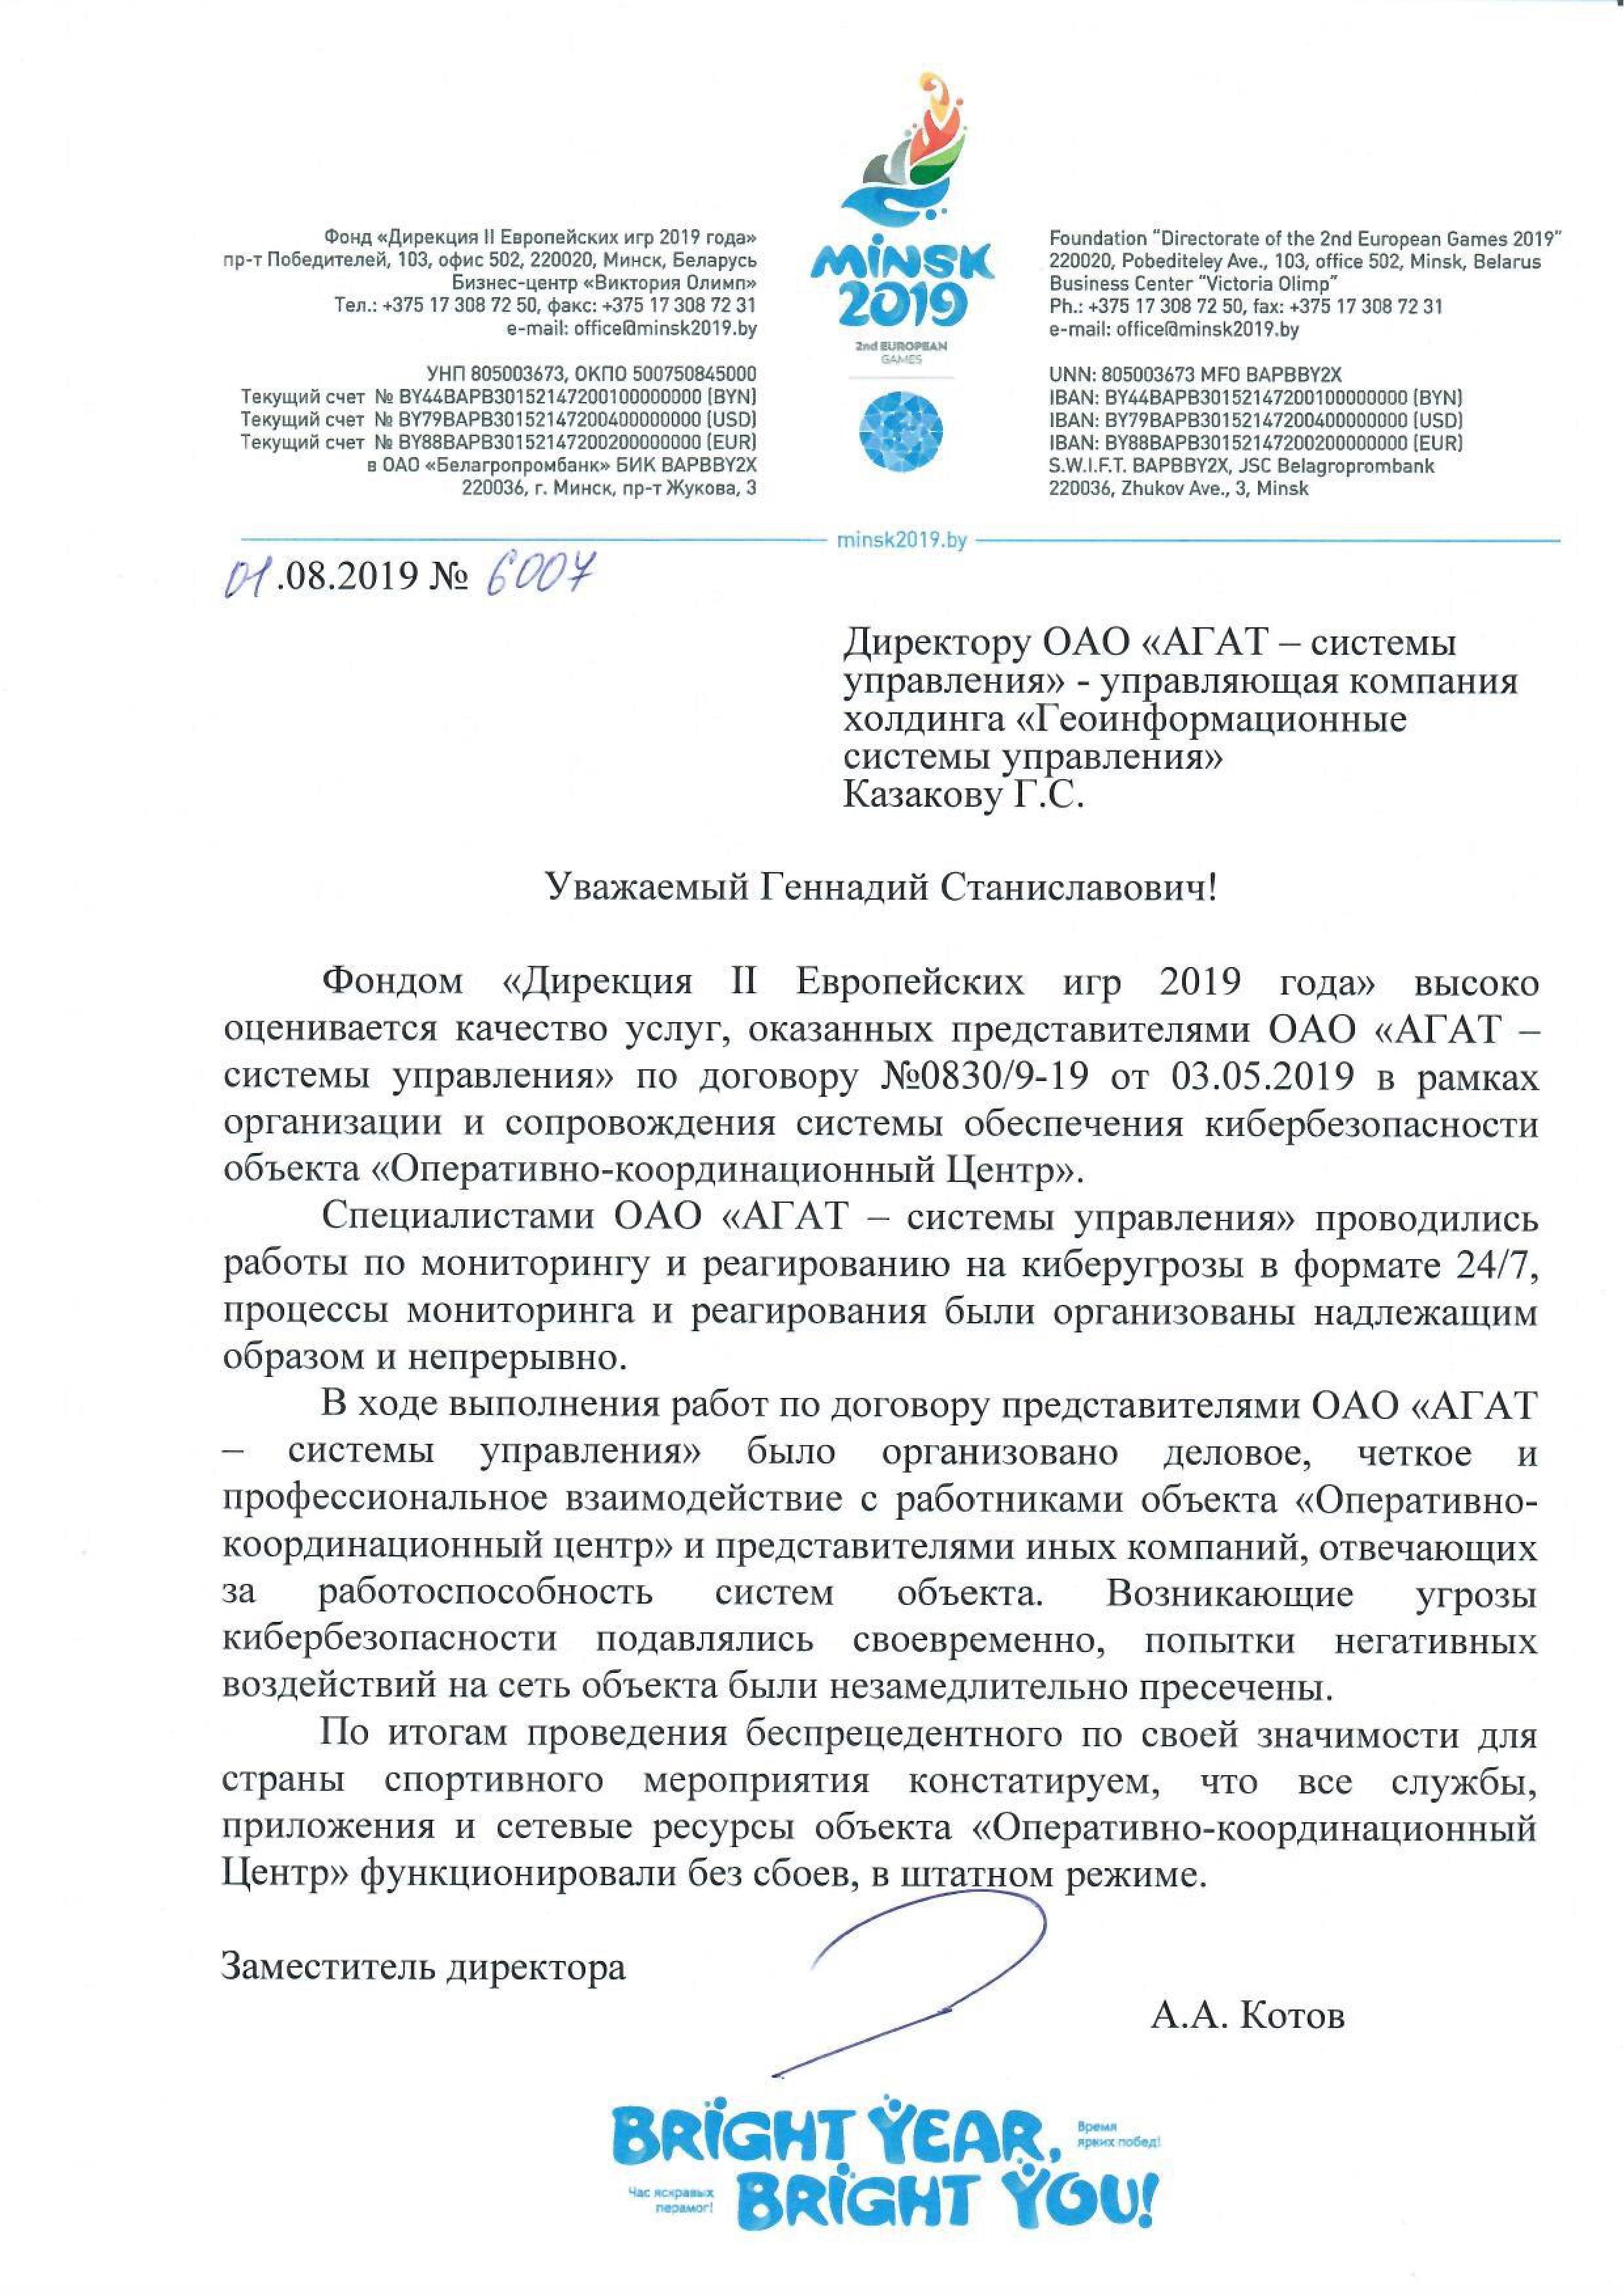 Фонд «Дирекция II Европейских игр 2019 года»
пр-т Победителей, 103, офис 502, 220020, Минск, Беларусь
Бизнес-центр «Виктория Олимп»
Тел.: +375 17 308 72 50, факс: +375 17 308 72 31
e-mail: office@minsk2019.by
УНП 805003673, ОКПО 500750845000
Текущий счет № BY44BAPB30152147200100000000 (BYN)
Текущий счет № BY79BAPB30152147200400000000 (USD)
Текущий счет № BY88BAPB30152147200200000000 (EUR)
в ОАО «Белагропромбанк» БИК BAPBBY2X
220036, г. Минск, пр-т Жукова, 3
MINSK
2019
2nd EUROPEAN
GAMES
Foundation "Directorate of the 2nd European Games 2019"
220020, Pobediteley Ave., 103, office 502, Minsk, Belarus
Business Center "Victoria Olimp"
Ph.: +375 17 308 72 50, fax: +375 17 308 72 31
e-mail: office@minsk2019.by
UNN: 805003673 MFO BAPBBY2X
IBAN: BY44BAPB30152147200100000000 (BYN)
IBAN: BY79BAPB30152147200400000000 (USD)
IBAN: BY88BAPB30152147200200000000 (EUR)
S.W.I.F.T. BAPBBY2X, JSC Belagroprombank
220036, Zhukov Ave., 3, Minsk
minsk2019.by
01.08.2019 № 6007
Директору ОАО «АГАТ – системы
управления» - управляющая компания
холдинга «Геоинформационные
системы управления»
Казакову Г.С.
Уважаемый Геннадий Станиславович!
Фондом «Дирекция II Европейских игр 2019 года» высоко
оценивается качество услуг, оказанных представителями ОАО «АГАТ –
системы управления» по договору №0830/9-19 от 03.05.2019 в рамках
организации и сопровождения системы обеспечения кибербезопасности
объекта «Оперативно-координационный Центр».
Специалистами ОАО «АГАТ – системы управления» проводились
работы по мониторингу и реагированию на киберугрозы в формате 24/7,
процессы мониторинга и реагирования были организованы надлежащим
образом и непрерывно.
В ходе выполнения работ по договору представителями ОАО «АГАТ
– системы управления» было организовано деловое, четкое и
профессиональное взаимодействие с работниками объекта «Оперативно-
координационный центр» и представителями иных компаний, отвечающих
за работоспособность систем объекта. Возникающие угрозы
кибербезопасности подавлялись своевременно, попытки негативных
воздействий на сеть объекта были незамедлительно пресечены.
По итогам проведения беспрецедентного по своей значимости для
страны спортивного мероприятия констатируем, что все службы,
приложения и сетевые ресурсы объекта «Оперативно-координационный
Центр» функционировали без сбоев, в штатном режиме.
Заместитель директора
А.А. Котов
BRIGHT YEAR,
Время
ярких побед!
Час яскравых
перамог!
BRIGHT YOU!